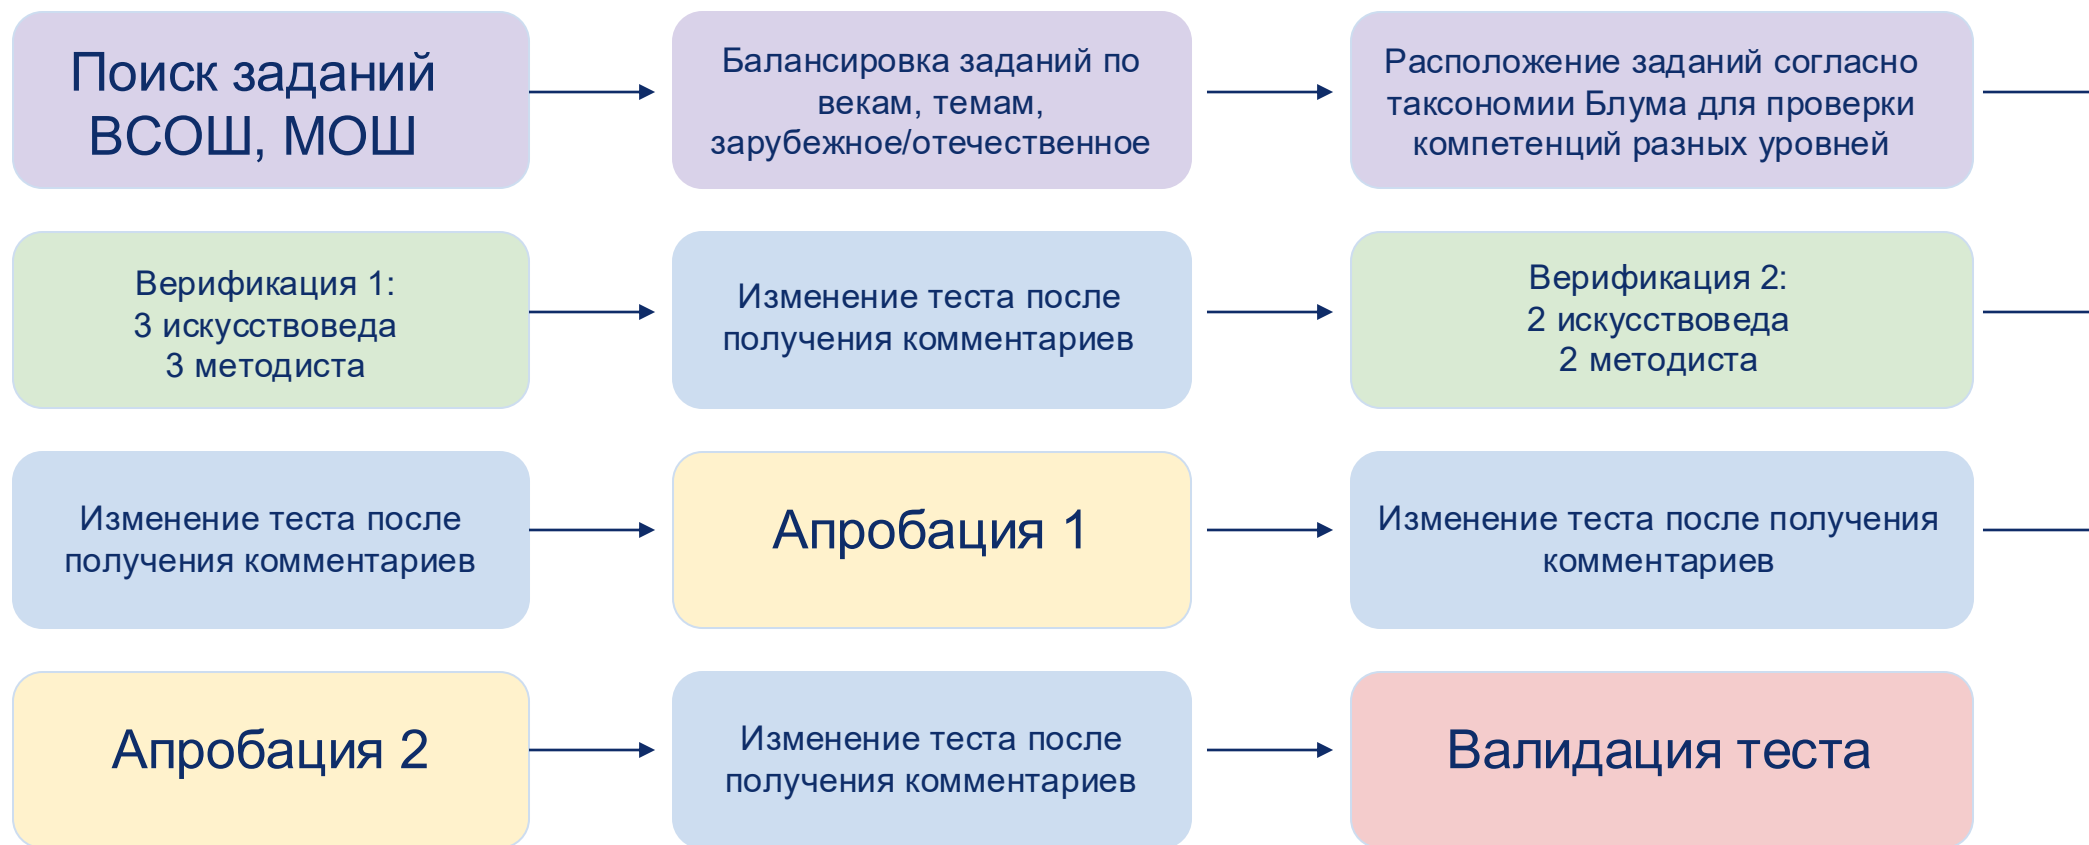 Поиск заданий
ВСОШ, МОШ
Балансировка заданий по
векам, темам,
зарубежное/отечественное
Расположение заданий согласно
таксономии Блума для проверки
компетенций разных уровней
Верификация 1:
3 искусствоведа
3 методиста
Изменение теста после
получения комментариев
Верификация 2:
2 искусствоведа
2 методиста
Изменение теста после
получения комментариев
Апробация 1
Изменение теста после получения
комментариев
Апробация 2
Изменение теста после
получения комментариев
Валидация теста